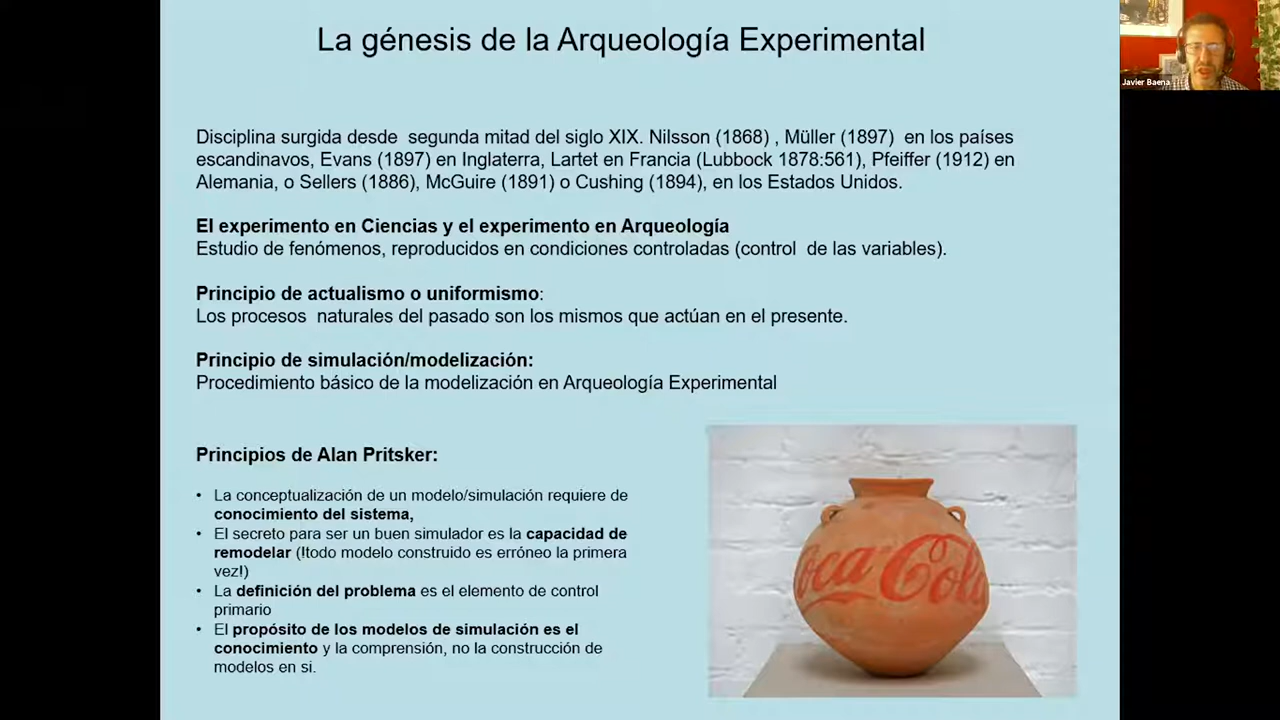 La génesis de la Arqueología Experimental
Javier Baena
Disciplina surgida desde segunda mitad del siglo XIX. Nilsson (1868) , Müller (1897) en los países
escandinavos, Evans (1897) en Inglaterra, Lartet en Francia (Lubbock 1878:561), Pfeiffer (1912) en
Alemania, o Sellers (1886), McGuire (1891) o Cushing (1894), en los Estados Unidos.
El experimento en Ciencias y el experimento en Arqueología
Estudio de fenómenos, reproducidos en condiciones controladas (control de las variables).
Principio de actualismo o uniformismo:
Los procesos naturales del pasado son los mismos que actúan en el presente.
Principio de simulación/modelización:
Procedimiento básico de la modelización en Arqueología Experimental
Principios de Alan Pritsker:
• La conceptualización de un modelo/simulación requiere de
conocimiento del sistema,
• El secreto para ser un buen simulador es la capacidad de
remodelar (!todo modelo construido es erróneo la primera
vez!)
• La definición del problema es el elemento de control
primario
• El propósito de los modelos de simulación es el
conocimiento y la comprensión, no la construcción de
modelos en si.
Coca-Cola